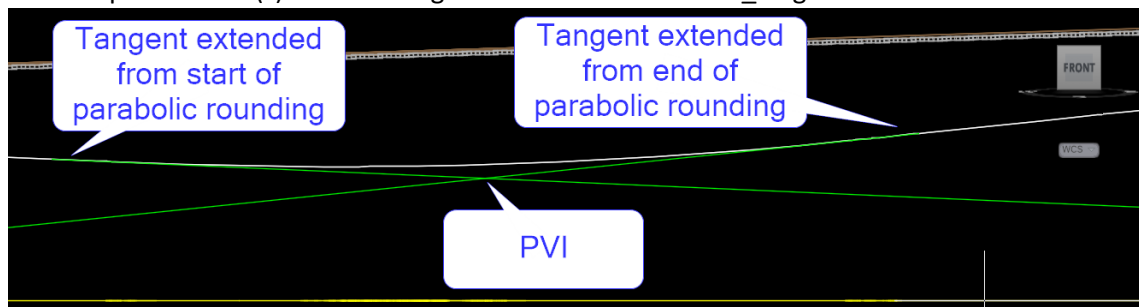 Tangent extended
from start of
parabolic rounding
Tangent extended
from end of
parabolic rounding
PVI
FRONT
WCS